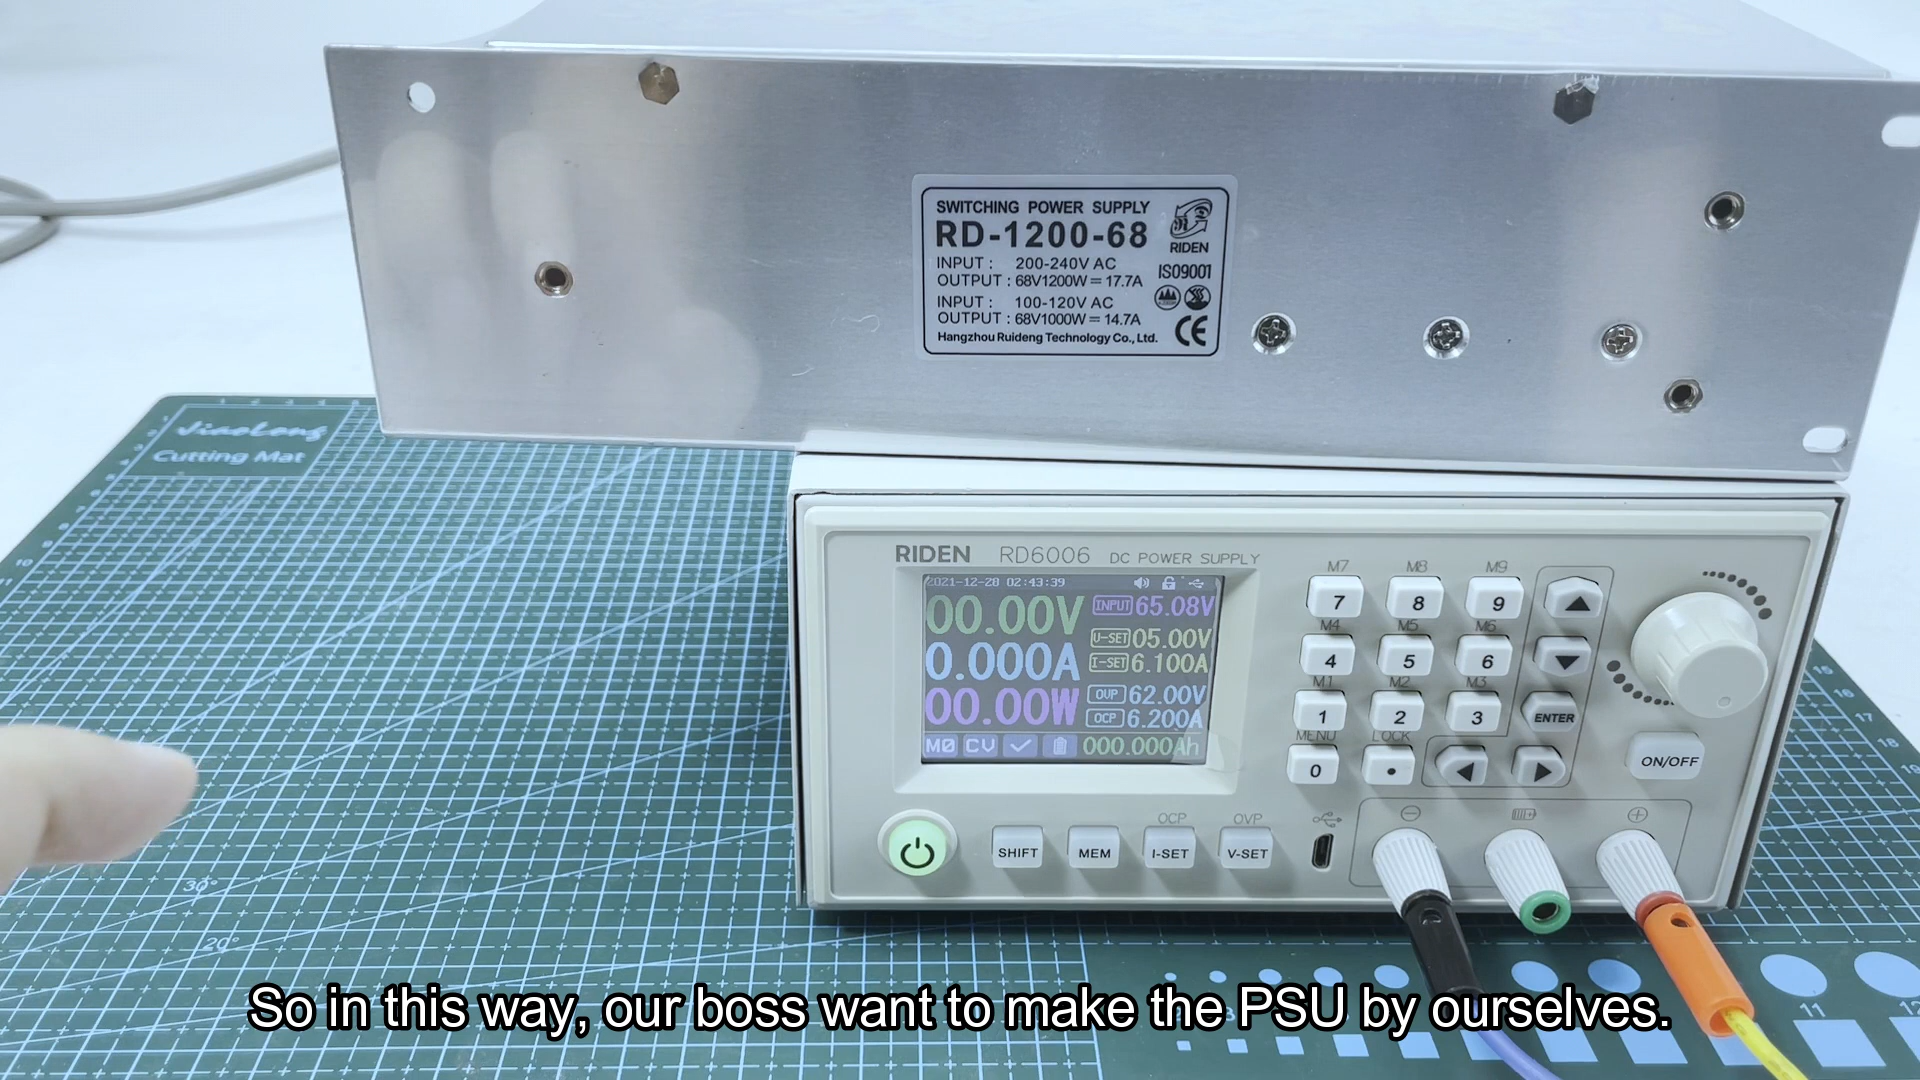 SWITCHING POWER SUPPLY
RD-1200-68
RIDEN
INPUT : 200-240V AC
OUTPUT : 68V1200W⎓17.7A
ISO9001
INPUT : 100-120V AC
OUTPUT : 68V1000W⎓14.7A
Hangzhou Ruideng Technology Co., Ltd.
CE
JiaoLong
Cutting Mat
RIDEN RD6006 DC POWER SUPPLY
2021-12-28 02:43:39
00.00V
INPUT 65.08V
U-SET 05.00V
0.000A
I-SET 6.100A
00.00W
OVP 62.00V
OCP 6.200A
M0 CV 000.000Ah
M7 M8 M9
7 8 9
M4 M5 M6
4 5 6
M1 M2 M3
1 2 3 ENTER
MENU LOCK
0 •
ON/OFF
OCP OVP
SHIFT MEM I-SET V-SET
30°
20°
So in this way, our boss want to make the PSU by ourselves.